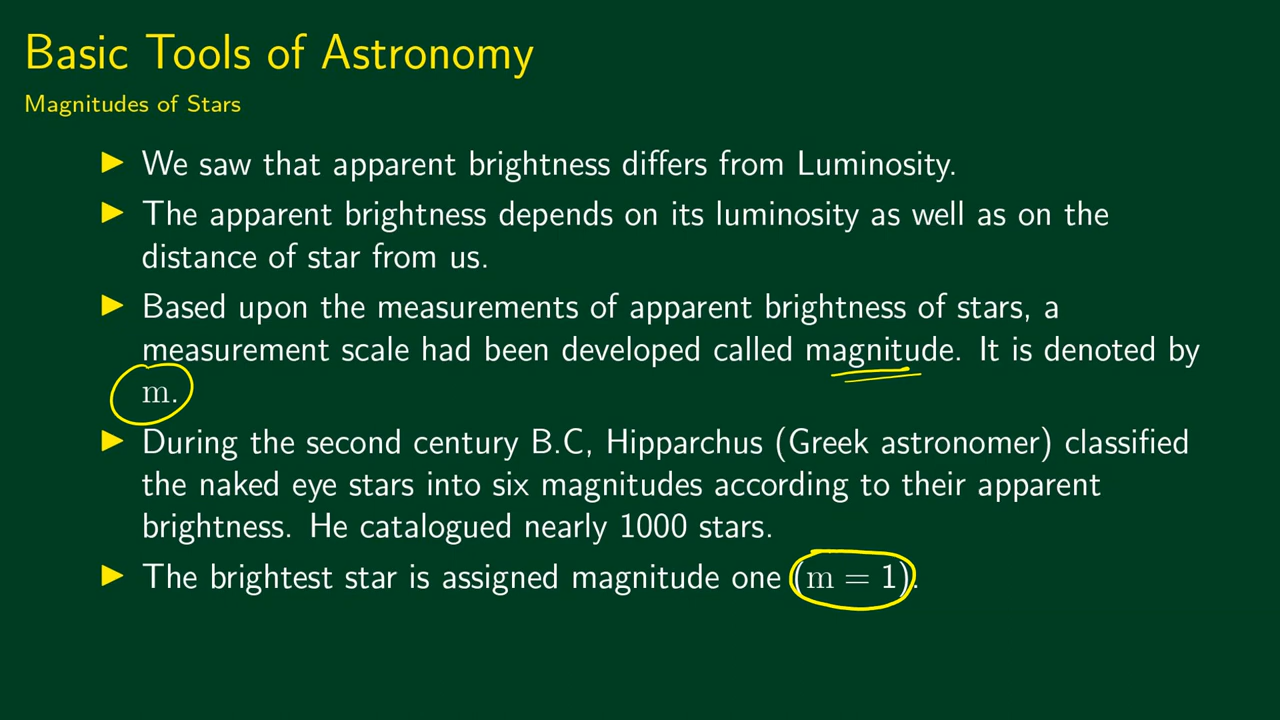 Basic Tools of Astronomy
Magnitudes of Stars
▶ We saw that apparent brightness differs from Luminosity.
▶ The apparent brightness depends on its luminosity as well as on the
distance of star from us.
▶ Based upon the measurements of apparent brightness of stars, a
measurement scale had been developed called magnitude. It is denoted by
m.
▶ During the second century B.C, Hipparchus (Greek astronomer) classified
the naked eye stars into six magnitudes according to their apparent
brightness. He catalogued nearly 1000 stars.
▶ The brightest star is assigned magnitude one (m = 1).